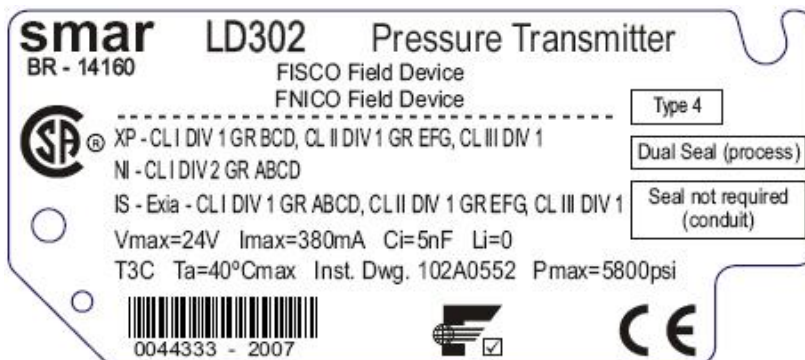 smar LD302 Pressure Transmitter
BR - 14160
FISCO Field Device
FNICO Field Device
Type 4
SA ® XP - CL I DIV 1 GR BCD, CL II DIV 1 GR EFG, CL III DIV 1
Dual Seal (process)
NI - CL I DIV 2 GR ABCD
IS - Exia - CL I DIV 1 GR ABCD, CL II DIV 1 GR EFG, CL III DIV 1
Seal not required
(conduit)
Vmax=24V Imax=380mA Ci=5nF Li=0
T3C Ta=40ºCmax Inst. Dwg. 102A0552 Pmax=5800psi
0044333 - 2007
F
CE